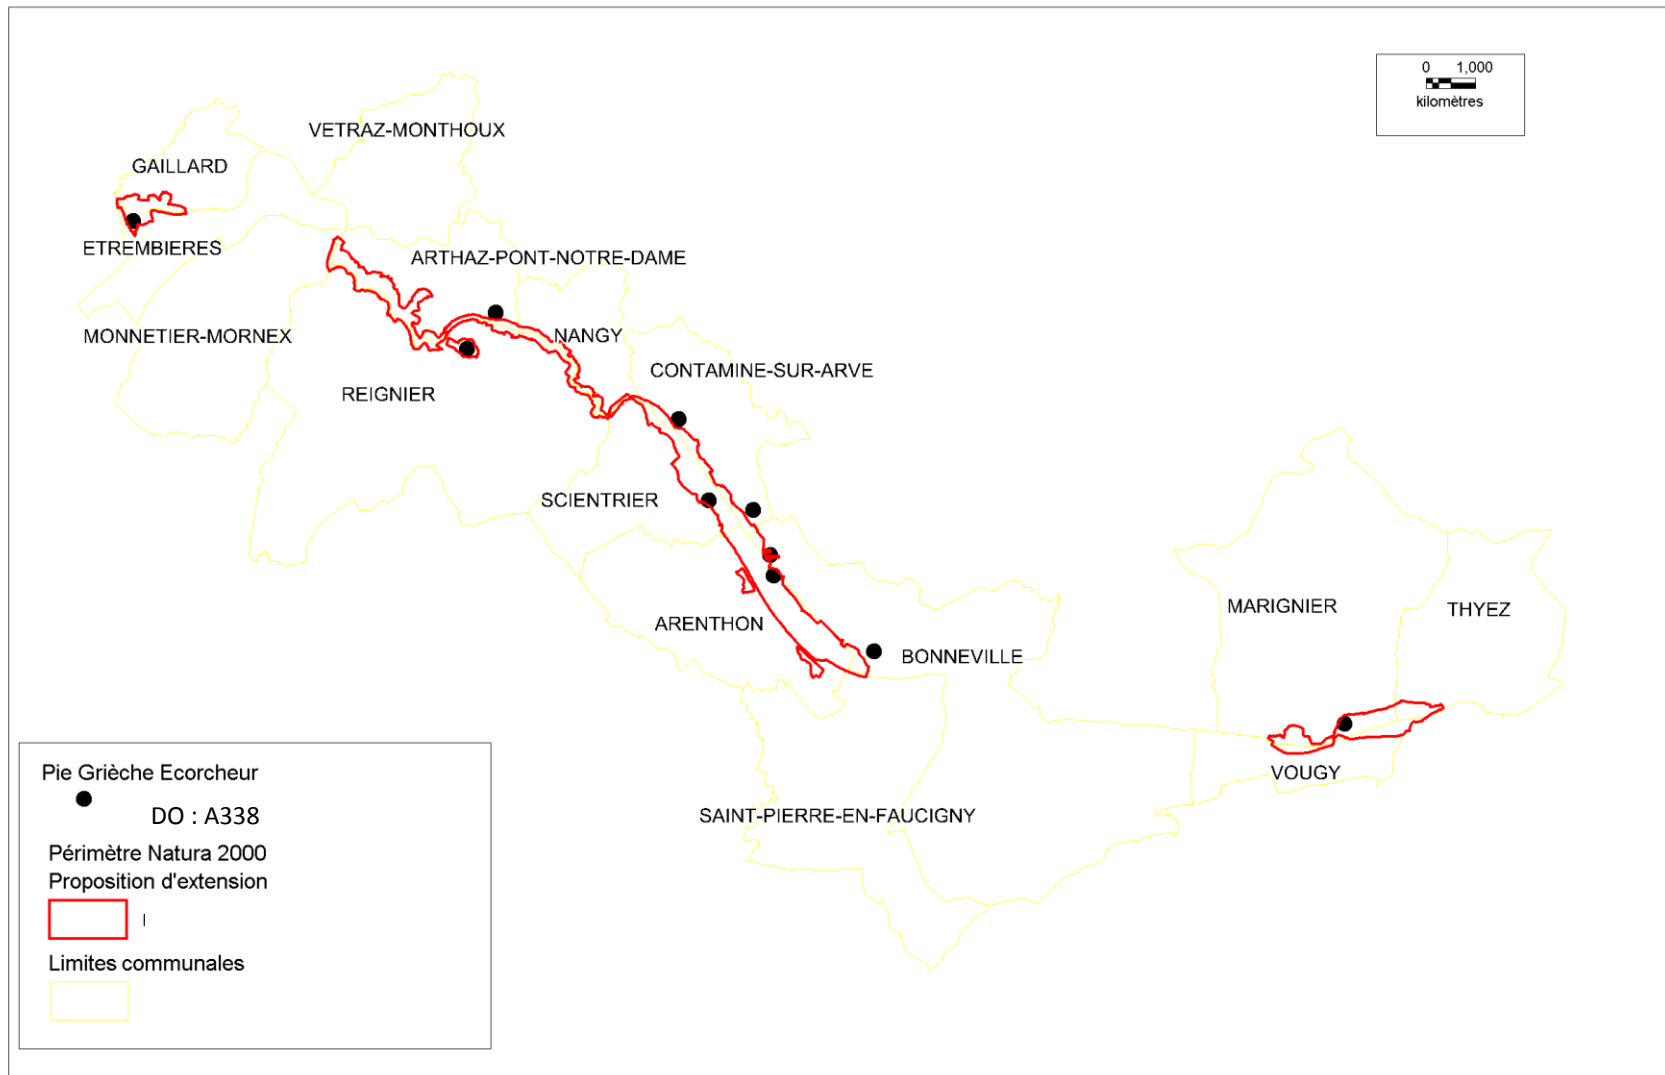 0 1,000
kilomètres
VETRAZ-MONTHOUX
GAILLARD
ETREMBIERES
ARTHAZ-PONT-NOTRE-DAME
MONNETIER-MORNEX
NANGY
CONTAMINE-SUR-ARVE
REIGNIER
SCIENTRIER
ARENTHON
BONNEVILLE
MARIGNIER
THYEZ
VOUGY
SAINT-PIERRE-EN-FAUCIGNY
Pie Grièche Ecorcheur
DO : A338
Périmètre Natura 2000
Proposition d'extension
l
Limites communales